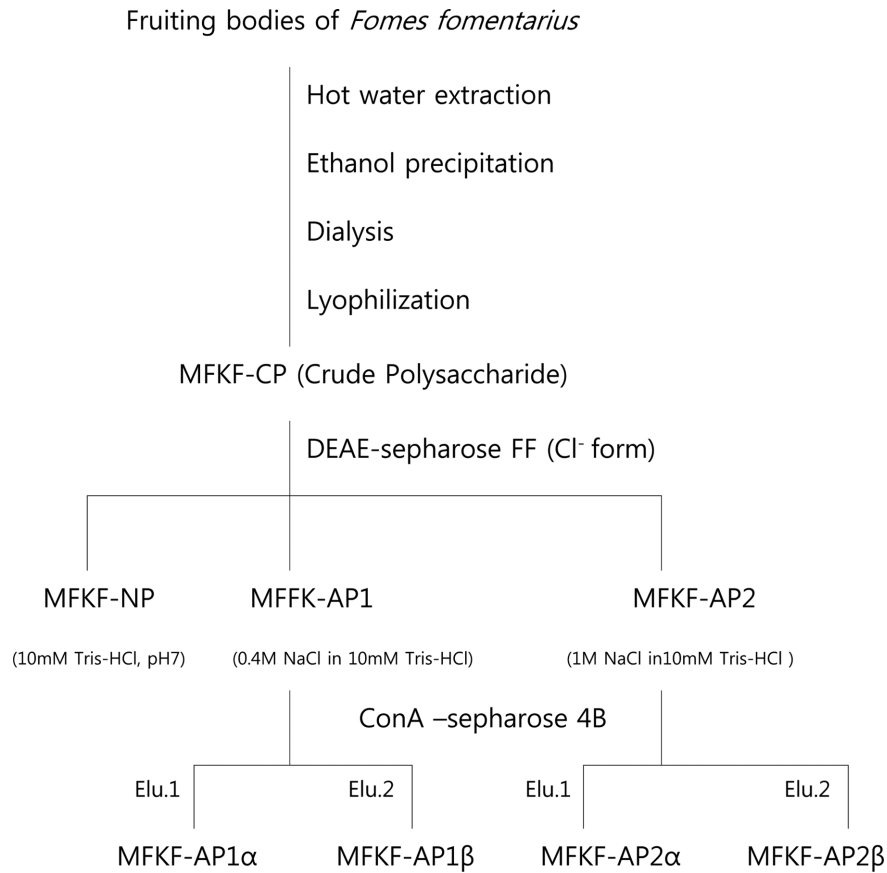 Fruiting bodies of Fomes fomentarius
Hot water extraction
Ethanol precipitation
Dialysis
Lyophilization
MFKF-CP (Crude Polysaccharide)
DEAE-sepharose FF (Cl⁻ form)
MFKF-NP MFFK-AP1 MFKF-AP2
(10mM Tris-HCl, pH7) (0.4M NaCl in 10mM Tris-HCl) (1M NaCl in10mM Tris-HCl )
ConA –sepharose 4B
Elu.1 Elu.2 Elu.1 Elu.2
MFKF-AP1α MFKF-AP1β MFKF-AP2α MFKF-AP2β